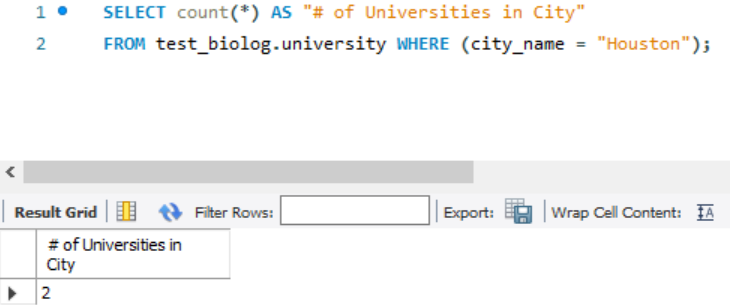 1 SELECT count(*) AS "# of Universities in City"
2 FROM test_biolog.university WHERE (city_name = "Houston");
Result Grid Filter Rows: Export: Wrap Cell Content: IA
# of Universities in
City
2